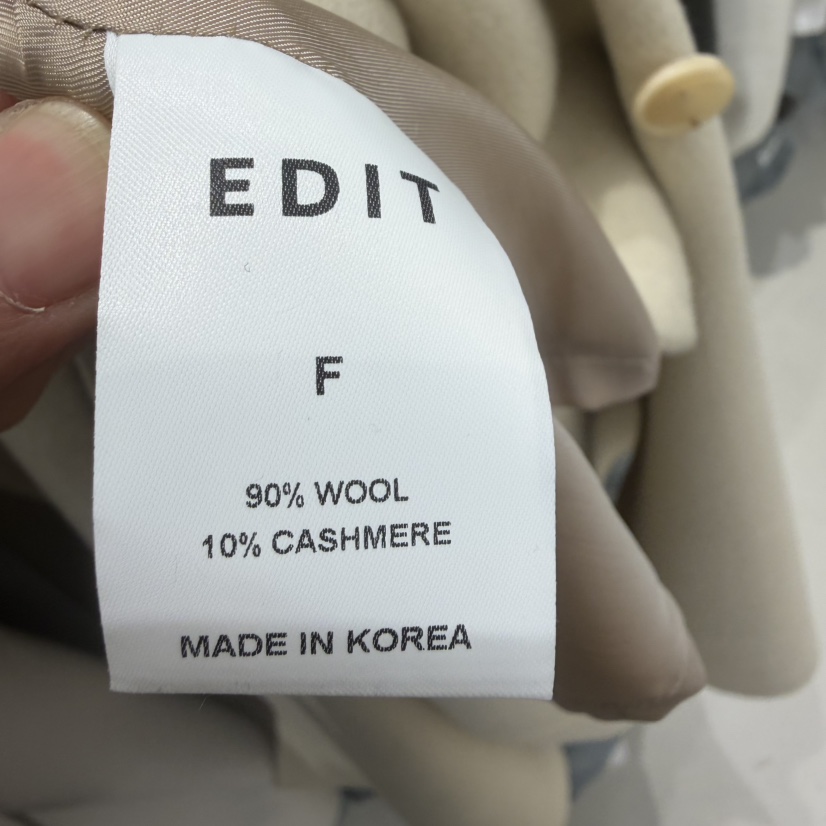 EDIT
F
90% WOOL
10% CASHMERE
MADE IN KOREA